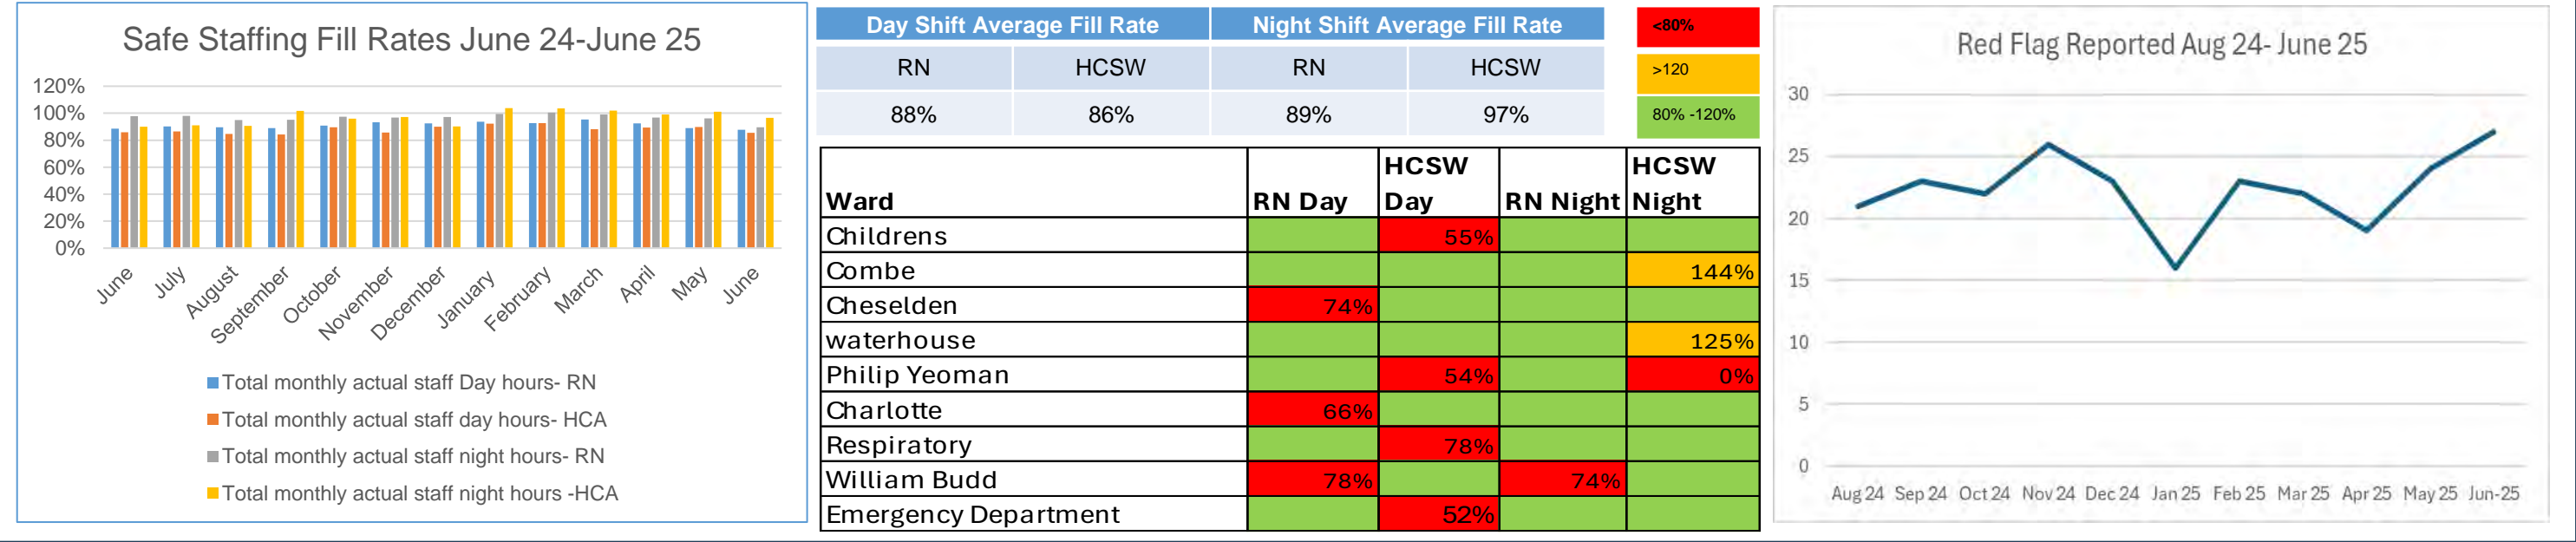 Safe Staffing Fill Rates June 24-June 25
120%
100%
80%
60%
40%
20%
0%
June July August September October November December January February March April May June
Total monthly actual staff Day hours- RN
Total monthly actual staff day hours- HCA
Total monthly actual staff night hours- RN
Total monthly actual staff night hours -HCA
Day Shift Average Fill Rate Night Shift Average Fill Rate
RN HCSW RN HCSW
88% 86% 89% 97%
<80%
>120
80% -120%
Ward RN Day HCSW Day RN Night HCSW Night
Childrens 55%
Combe 144%
Cheselden 74%
waterhouse 125%
Philip Yeoman 54% 0%
Charlotte 66%
Respiratory 78%
William Budd 78% 74%
Emergency Department 52%
Red Flag Reported Aug 24- June 25
30
25
20
15
10
5
0
Aug 24 Sep 24 Oct 24 Nov 24 Dec 24 Jan 25 Feb 25 Mar 25 Apr 25 May 25 Jun-25